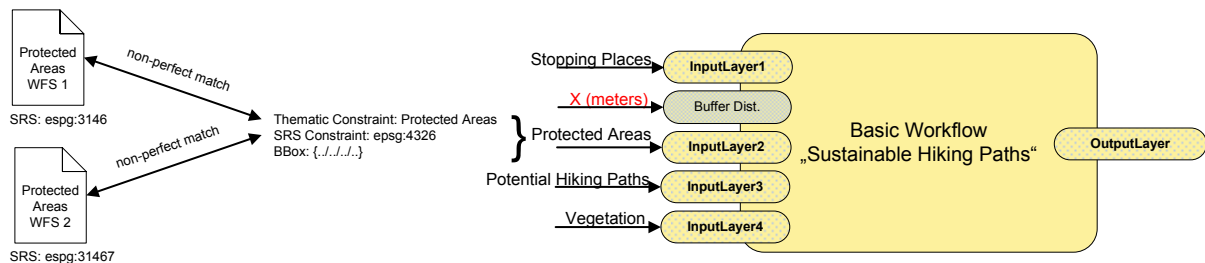 Protected
Areas
WFS 1
SRS: espg:3146
non-perfect match
Protected
Areas
WFS 2
SRS: espg:31467
non-perfect match
Thematic Constraint: Protected Areas
SRS Constraint: epsg:4326
BBox: {../../../..}
}
Stopping Places
X (meters)
Protected Areas
Potential Hiking Paths
Vegetation
InputLayer1
Buffer Dist.
InputLayer2
InputLayer3
InputLayer4
Basic Workflow
„Sustainable Hiking Paths“
OutputLayer